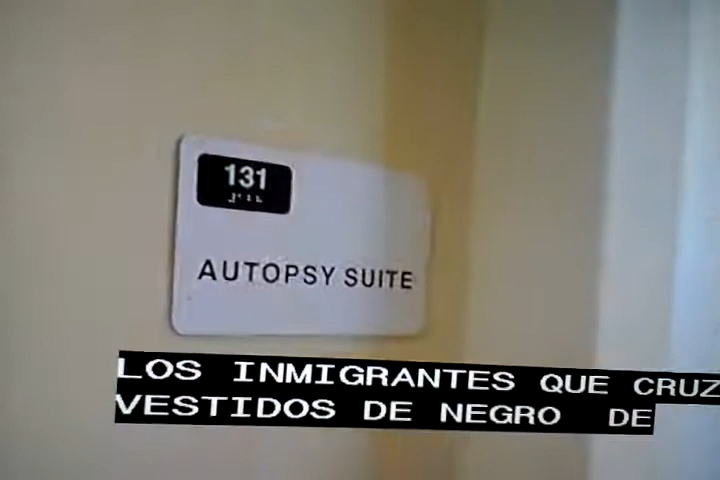 131
AUTOPSY SUITE
LOS INMIGRANTES QUE CRUZ
VESTIDOS DE NEGRO DE